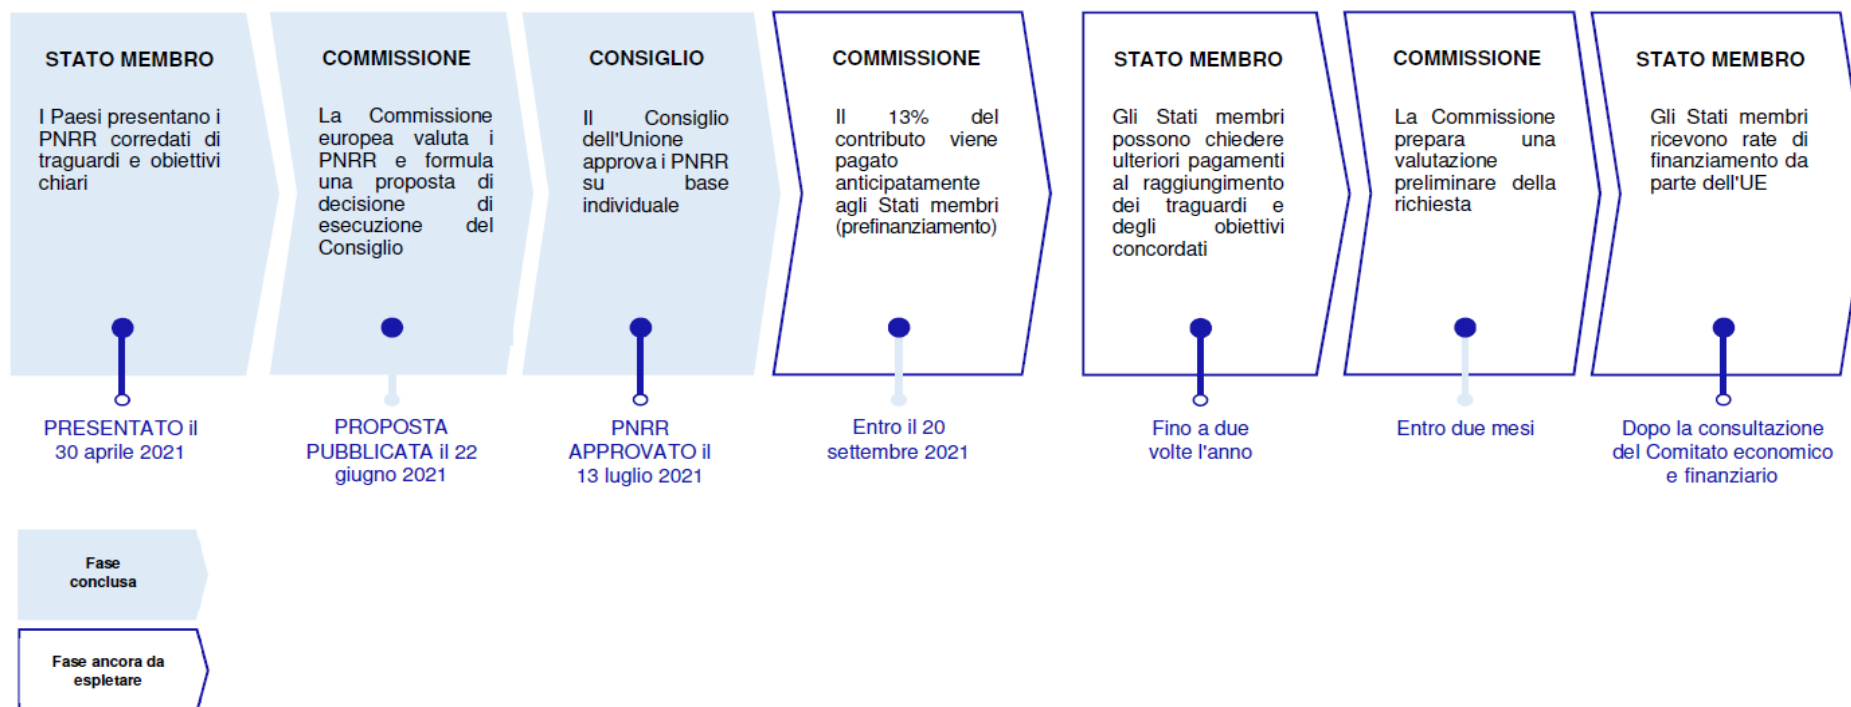 STATO MEMBRO
I Paesi presentano i
PNRR corredati di
traguardi e obiettivi
chiari
PRESENTATO il
30 aprile 2021
COMMISSIONE
La Commissione
europea valuta i
PNRR e formula
una proposta di
decisione di
esecuzione del
Consiglio
PROPOSTA
PUBBLICATA il 22
giugno 2021
CONSIGLIO
Il Consiglio
dell'Unione
approva i PNRR
su base
individuale
PNRR
APPROVATO il
13 luglio 2021
COMMISSIONE
Il 13% del
contributo viene
pagato
anticipatamente
agli Stati membri
(prefinanziamento)
Entro il 20
settembre 2021
STATO MEMBRO
Gli Stati membri
possono chiedere
ulteriori pagamenti
al raggiungimento
dei traguardi e
degli obiettivi
concordati
Fino a due
volte l'anno
COMMISSIONE
La Commissione
prepara una
valutazione
preliminare della
richiesta
Entro due mesi
STATO MEMBRO
Gli Stati membri
ricevono rate di
finanziamento da
parte dell'UE
Dopo la consultazione
del Comitato economico
e finanziario
Fase
conclusa
Fase ancora da
espletare